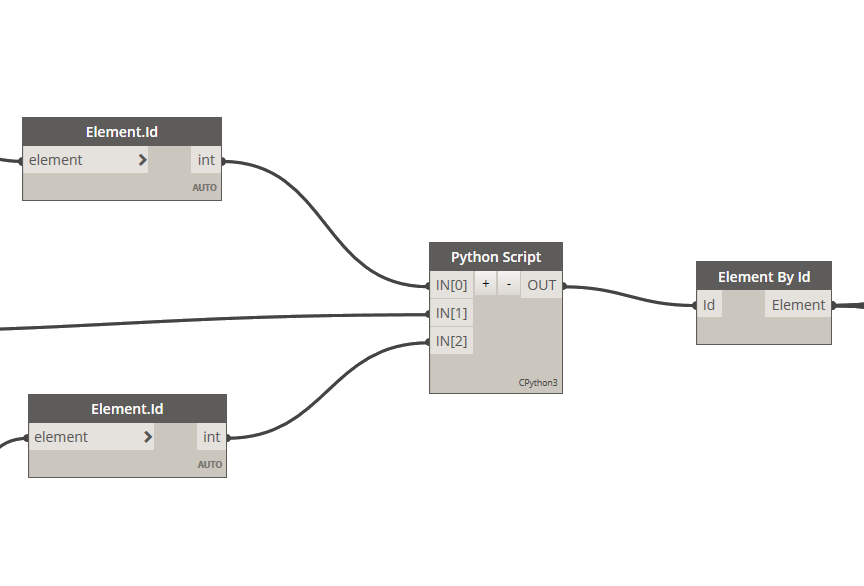 Element.Id
element > int
AUTO
Python Script
IN[0] + - OUT
IN[1]
IN[2]
CPython3
Element By Id
Id Element
Element.Id
element > int
AUTO